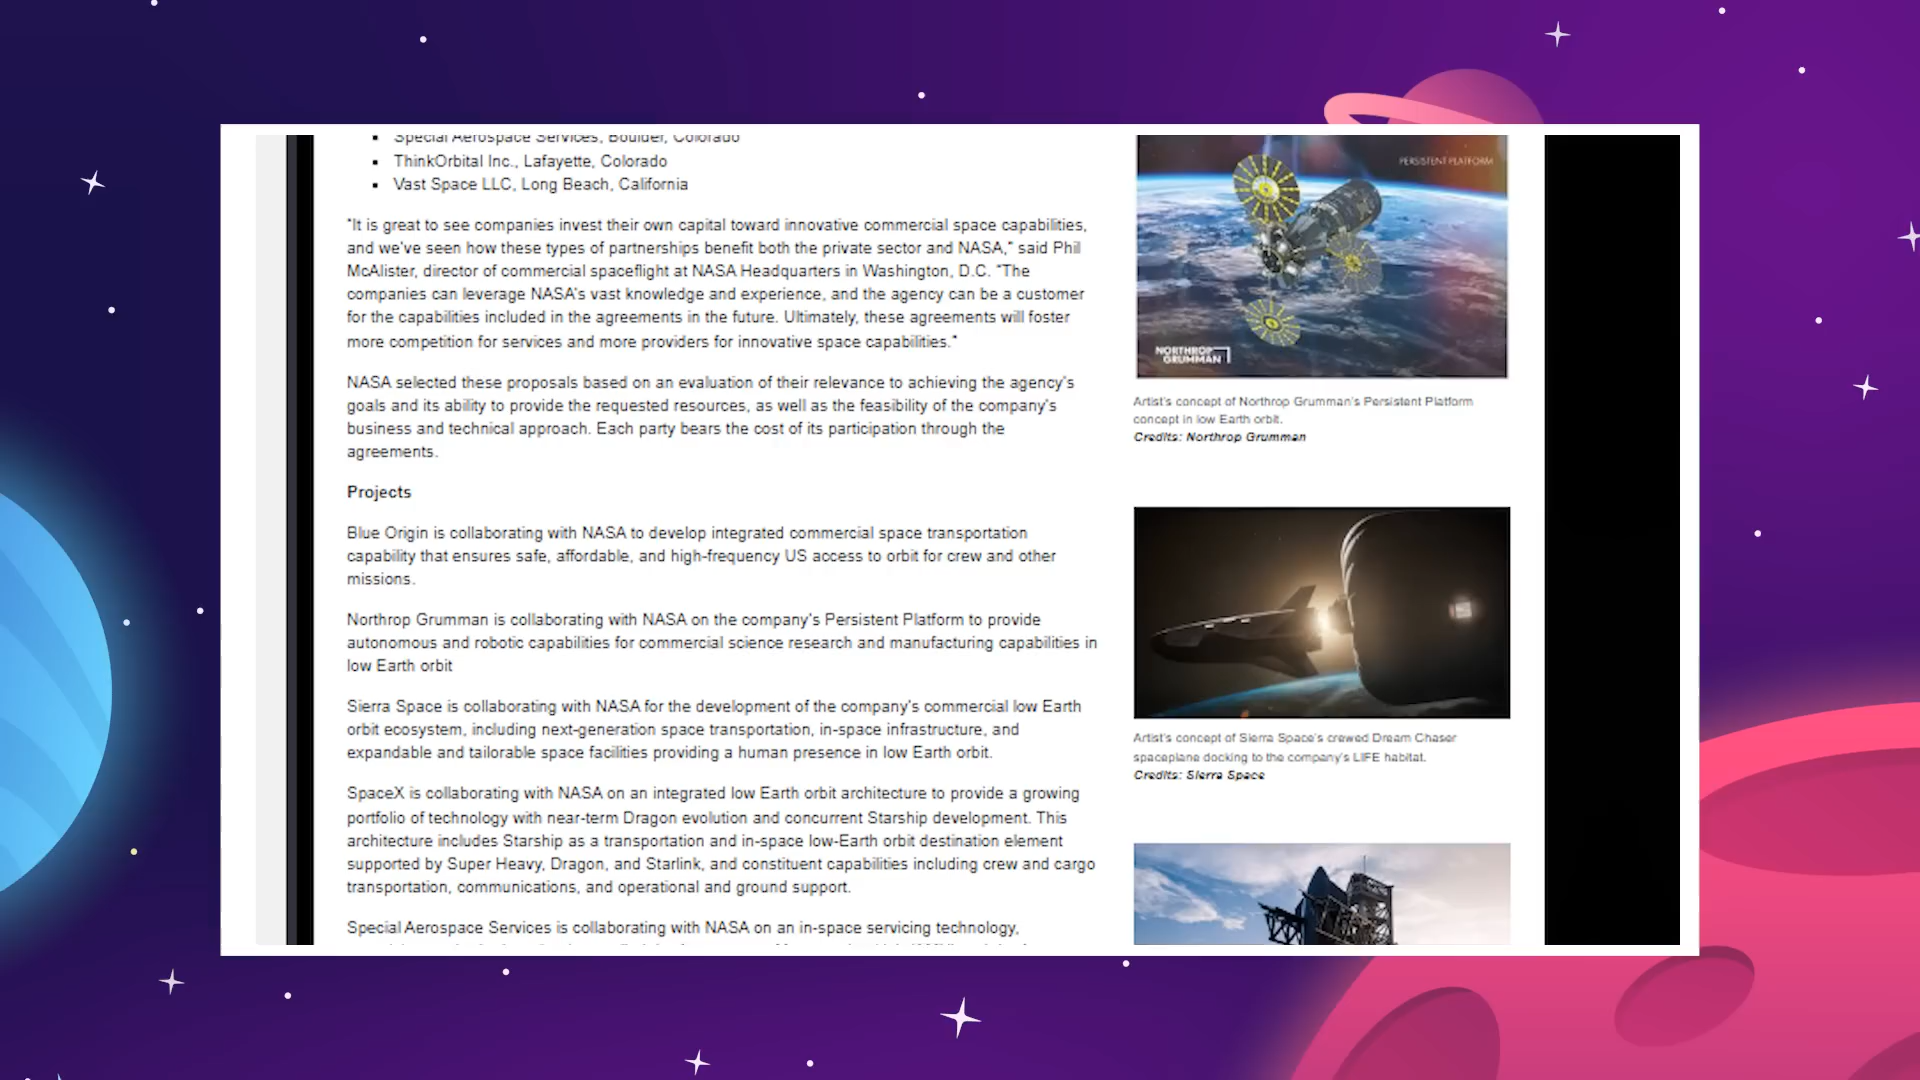 Special Aerospace Services, Boulder, Colorado
ThinkOrbital Inc., Lafayette, Colorado
Vast Space LLC, Long Beach, California
"It is great to see companies invest their own capital toward innovative commercial space capabilities,
and we've seen how these types of partnerships benefit both the private sector and NASA," said Phil
McAlister, director of commercial spaceflight at NASA Headquarters in Washington, D.C. "The
companies can leverage NASA's vast knowledge and experience, and the agency can be a customer
for the capabilities included in the agreements in the future. Ultimately, these agreements will foster
more competition for services and more providers for innovative space capabilities."
NASA selected these proposals based on an evaluation of their relevance to achieving the agency's
goals and its ability to provide the requested resources, as well as the feasibility of the company's
business and technical approach. Each party bears the cost of its participation through the
agreements.
Projects
Blue Origin is collaborating with NASA to develop integrated commercial space transportation
capability that ensures safe, affordable, and high-frequency US access to orbit for crew and other
missions.
Northrop Grumman is collaborating with NASA on the company's Persistent Platform to provide
autonomous and robotic capabilities for commercial science research and manufacturing capabilities in
low Earth orbit
Sierra Space is collaborating with NASA for the development of the company's commercial low Earth
orbit ecosystem, including next-generation space transportation, in-space infrastructure, and
expandable and tailorable space facilities providing a human presence in low Earth orbit.
SpaceX is collaborating with NASA on an integrated low Earth orbit architecture to provide a growing
portfolio of technology with near-term Dragon evolution and concurrent Starship development. This
architecture includes Starship as a transportation and in-space low-Earth orbit destination element
supported by Super Heavy, Dragon, and Starlink, and constituent capabilities including crew and cargo
transportation, communications, and operational and ground support.
Special Aerospace Services is collaborating with NASA on an in-space servicing technology,
PERSISTENT PLATFORM
NORTHROP
GRUMMAN
Artist's concept of Northrop Grumman's Persistent Platform
concept in low Earth orbit.
Credits: Northrop Grumman
Artist's concept of Sierra Space's crewed Dream Chaser
spaceplane docking to the company's LIFE habitat.
Credits: Sierra Space